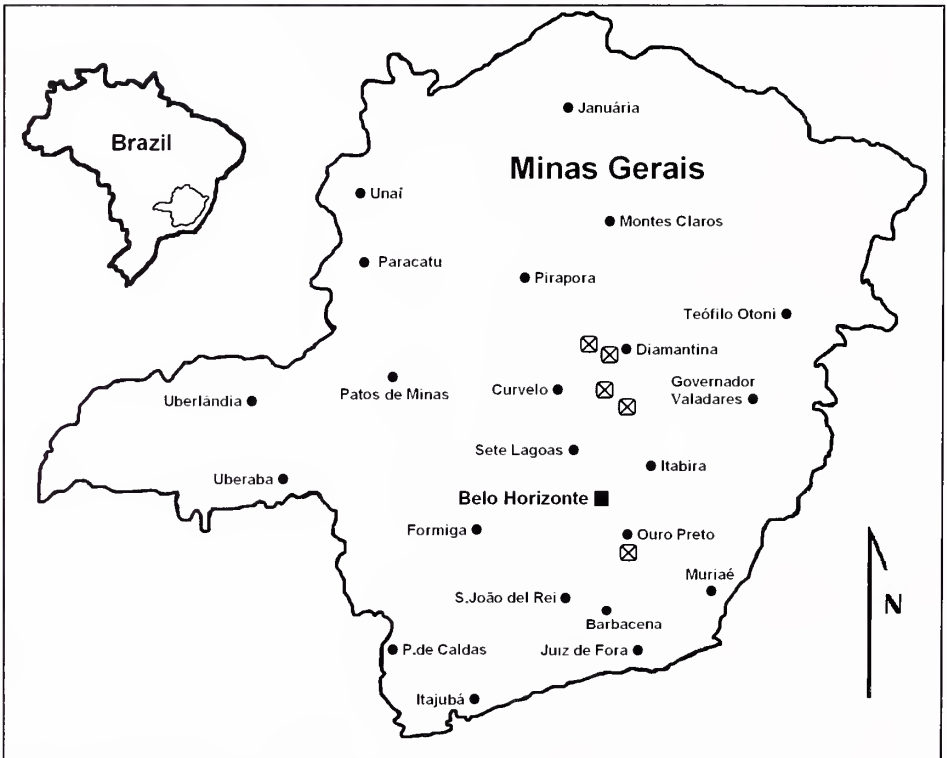 Januária
Brazil
Minas Gerais
Unaí
Montes Claros
Paracatu
Pirapora
Teófilo Otoni
Diamantina
Patos de Minas
Curvelo
Governador
Valadares
Uberlândia
Sete Lagoas
Itabira
Uberaba
Belo Horizonte
Formiga
Ouro Preto
Muriaé
N
S.João del Rei
Barbacena
P.de Caldas
Juiz de Fora
Itajubá